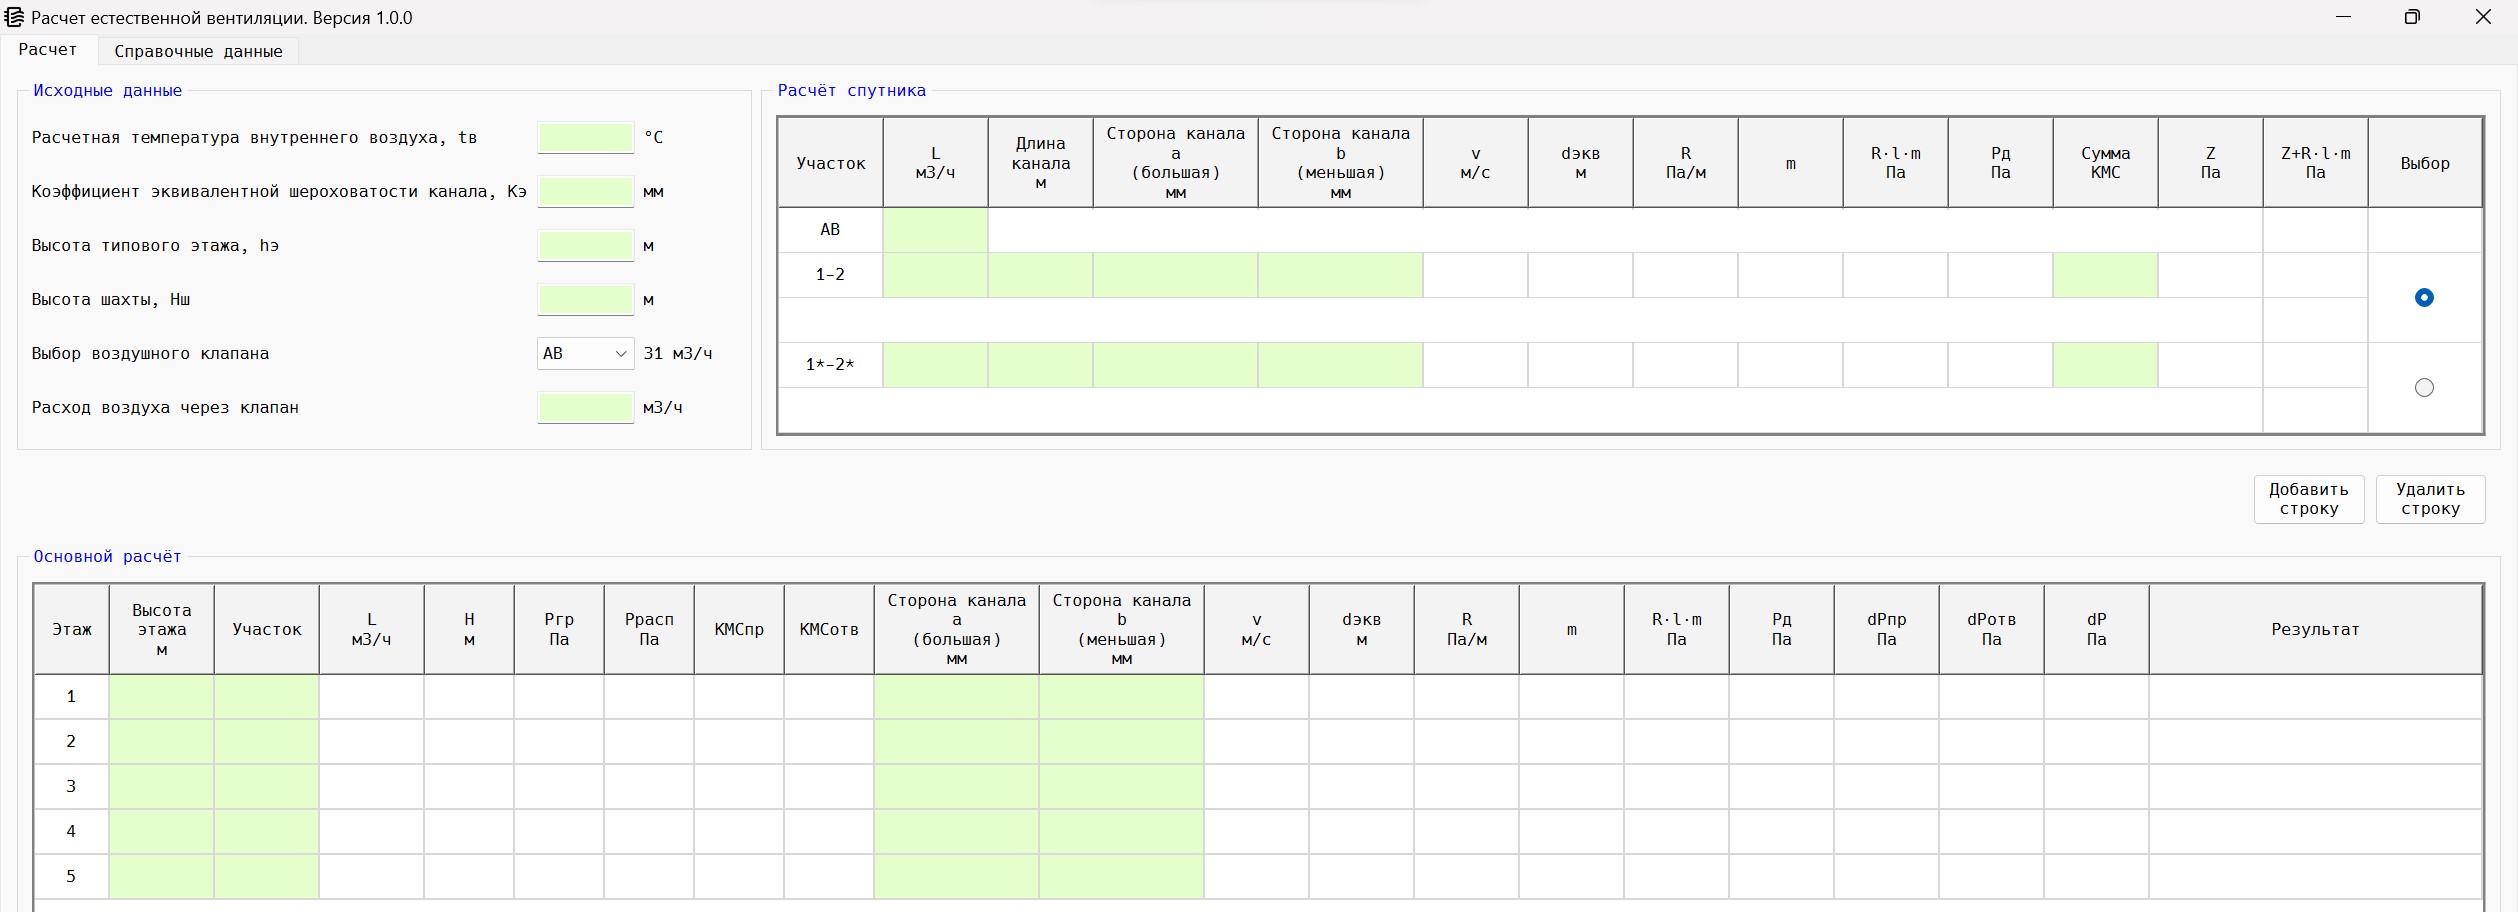 Расчет естественной вентиляции. Версия 1.0.0
Расчет
Справочные данные
Исходные данные
Расчетная температура внутреннего воздуха, tв
°C
Коэффициент эквивалентной шероховатости канала, Kэ
мм
Высота типового этажа, hэ
м
Высота шахты, Hш
м
Выбор воздушного клапана
АВ
31 м3/ч
Расход воздуха через клапан
м3/ч
Расчёт спутника
Участок
L
м3/ч
Длина
канала
м
Сторона канала
a
(большая)
мм
Сторона канала
b
(меньшая)
мм
v
м/с
dэкв
м
R
Па/м
m
R·l·m
Па
Pд
Па
Сумма
КМС
Z
Па
Z+R·l·m
Па
Выбор
АВ
1-2
1*-2*
Добавить
строку
Удалить
строку
Основной расчёт
Этаж
Высота
этажа
м
Участок
L
м3/ч
H
м
Pгр
Па
Pрасп
Па
КМСпр
КМСотв
Сторона канала
a
(большая)
мм
Сторона канала
b
(меньшая)
мм
v
м/с
dэкв
м
R
Па/м
m
R·l·m
Па
Pд
Па
dPпр
Па
dPотв
Па
dP
Па
Результат
1
2
3
4
5